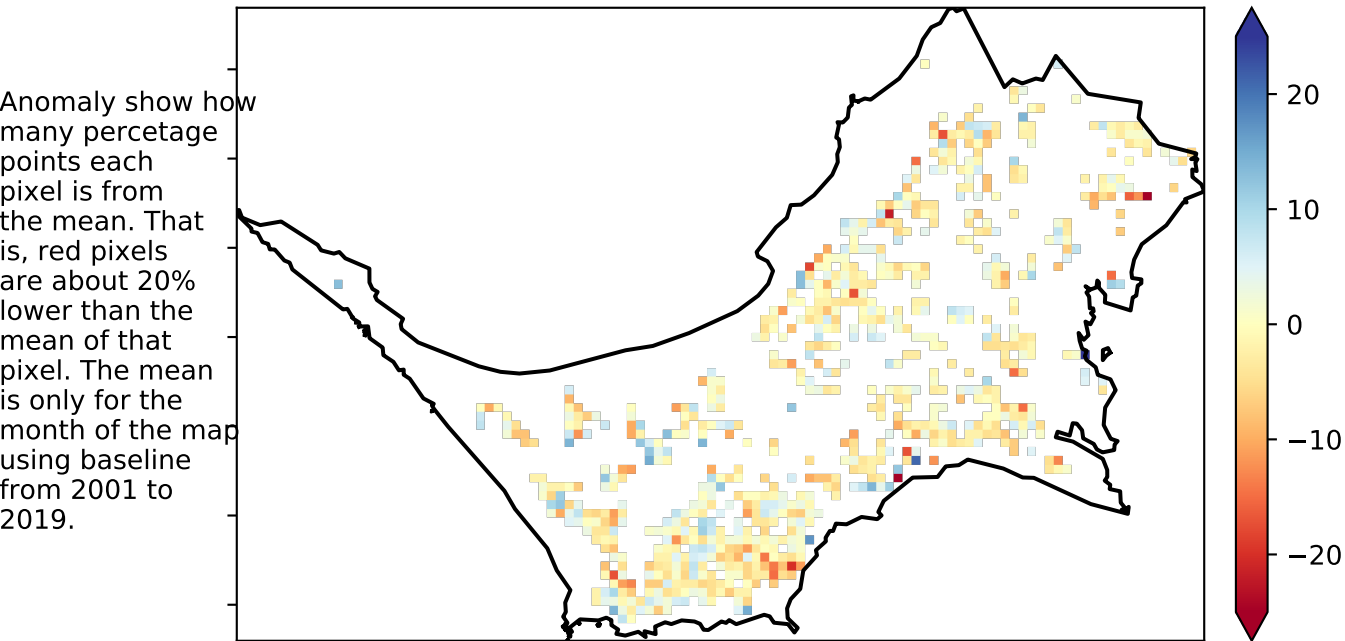 Anomaly show how
many percetage
points each
pixel is from
the mean. That
is, red pixels
are about 20%
lower than the
mean of that
pixel. The mean
is only for the
month of the map
using baseline
from 2001 to
2019.
20
10
0
−10
−20